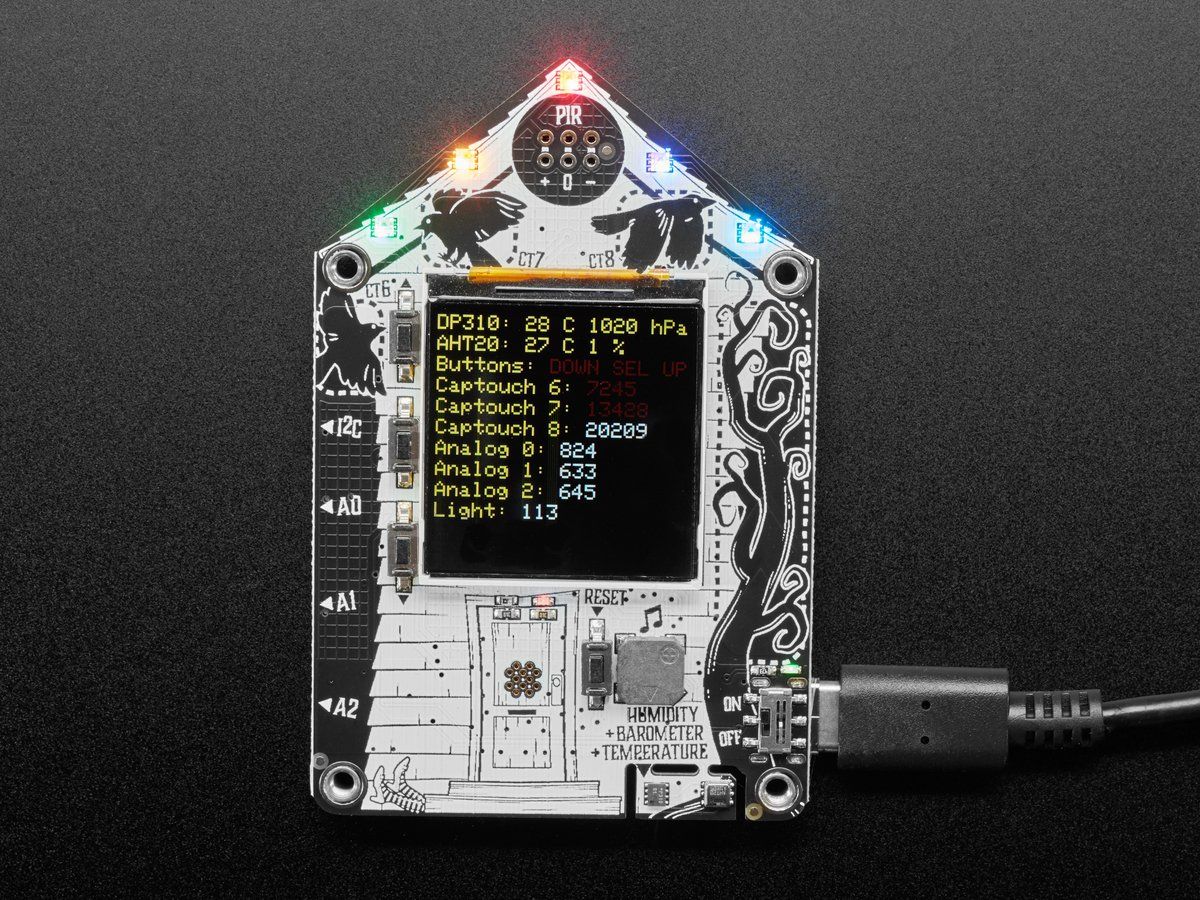 PIR
+ 0 -
CT7
CT8
CT6
DP310: 28 C 1020 hPa
AHT20: 27 C 1 %
Buttons: DOWN SEL UP
Captouch 6: 7245
Captouch 7: 13428
Captouch 8: 20209
Analog 0: 824
Analog 1: 633
Analog 2: 645
Light: 113
I2C
A0
A1
A2
RESET
ON
OFF
HUMIDITY
+BAROMETER
+TEMPERATURE